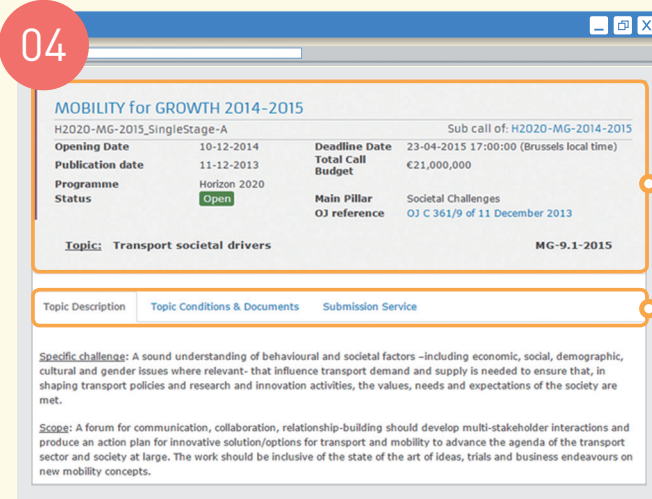 04
MOBILITY for GROWTH 2014-2015
H2020-MG-2015_SingleStage-A Sub call of: H2020-MG-2014-2015
Opening Date 10-12-2014 Deadline Date 23-04-2015 17:00:00 (Brussels local time)
Publication date 11-12-2013 Total Call Budget €21,000,000
Programme Horizon 2020
Status Open Main Pillar Societal Challenges
OJ reference OJ C 361/9 of 11 December 2013
Topic: Transport societal drivers MG-9.1-2015
Topic Description Topic Conditions & Documents Submission Service
Specific challenge: A sound understanding of behavioural and societal factors –including economic, social, demographic,
cultural and gender issues where relevant- that influence transport demand and supply is needed to ensure that, in
shaping transport policies and research and innovation activities, the values, needs and expectations of the society are
met.
Scope: A forum for communication, collaboration, relationship-building should develop multi-stakeholder interactions and
produce an action plan for innovative solution/options for transport and mobility to advance the agenda of the transport
sector and society at large. The work should be inclusive of the state of the art of ideas, trials and business endeavours on
new mobility concepts.